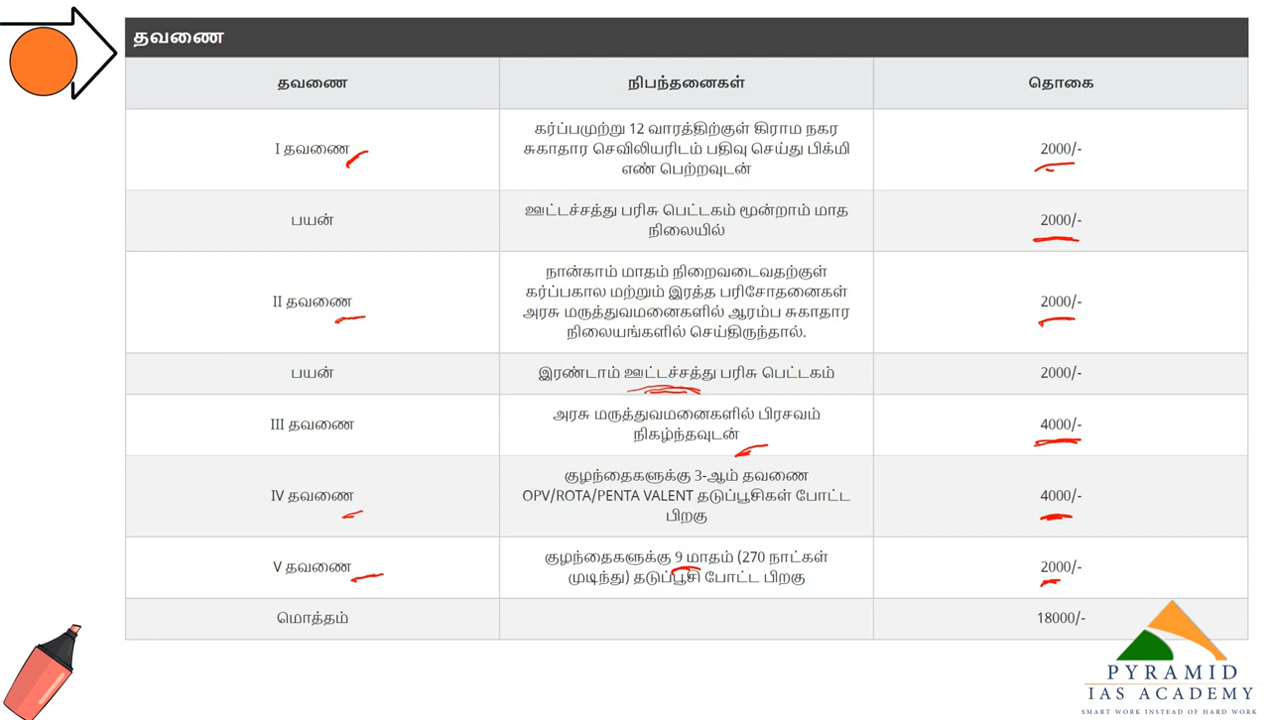 தவணை
தவணை நிபந்தனைகள் தொகை
I தவணை
கர்ப்பமுற்று 12 வாரத்திற்குள் கிராம நகர
சுகாதார செவிலியரிடம் பதிவு செய்து பிக்மி
எண் பெற்றவுடன்
2000/-
பயன்
ஊட்டச்சத்து பரிசு பெட்டகம் மூன்றாம் மாத
நிலையில்
2000/-
II தவணை
நான்காம் மாதம் நிறைவடைவதற்குள்
கர்ப்பகால மற்றும் இரத்த பரிசோதனைகள்
அரசு மருத்துவமனைகளில் ஆரம்ப சுகாதார
நிலையங்களில் செய்திருந்தால்.
2000/-
பயன் இரண்டாம் ஊட்டச்சத்து பரிசு பெட்டகம் 2000/-
III தவணை
அரசு மருத்துவமனைகளில் பிரசவம்
நிகழ்ந்தவுடன்
4000/-
IV தவணை
குழந்தைகளுக்கு 3-ஆம் தவணை
OPV/ROTA/PENTA VALENT தடுப்பூசிகள் போட்ட
பிறகு
4000/-
V தவணை
குழந்தைகளுக்கு 9 மாதம் (270 நாட்கள்
முடிந்து) தடுப்பூசி போட்ட பிறகு
2000/-
மொத்தம் 18000/-
PYRAMID
IAS ACADEMY
SMART WORK INSTEAD OF HARD WORK